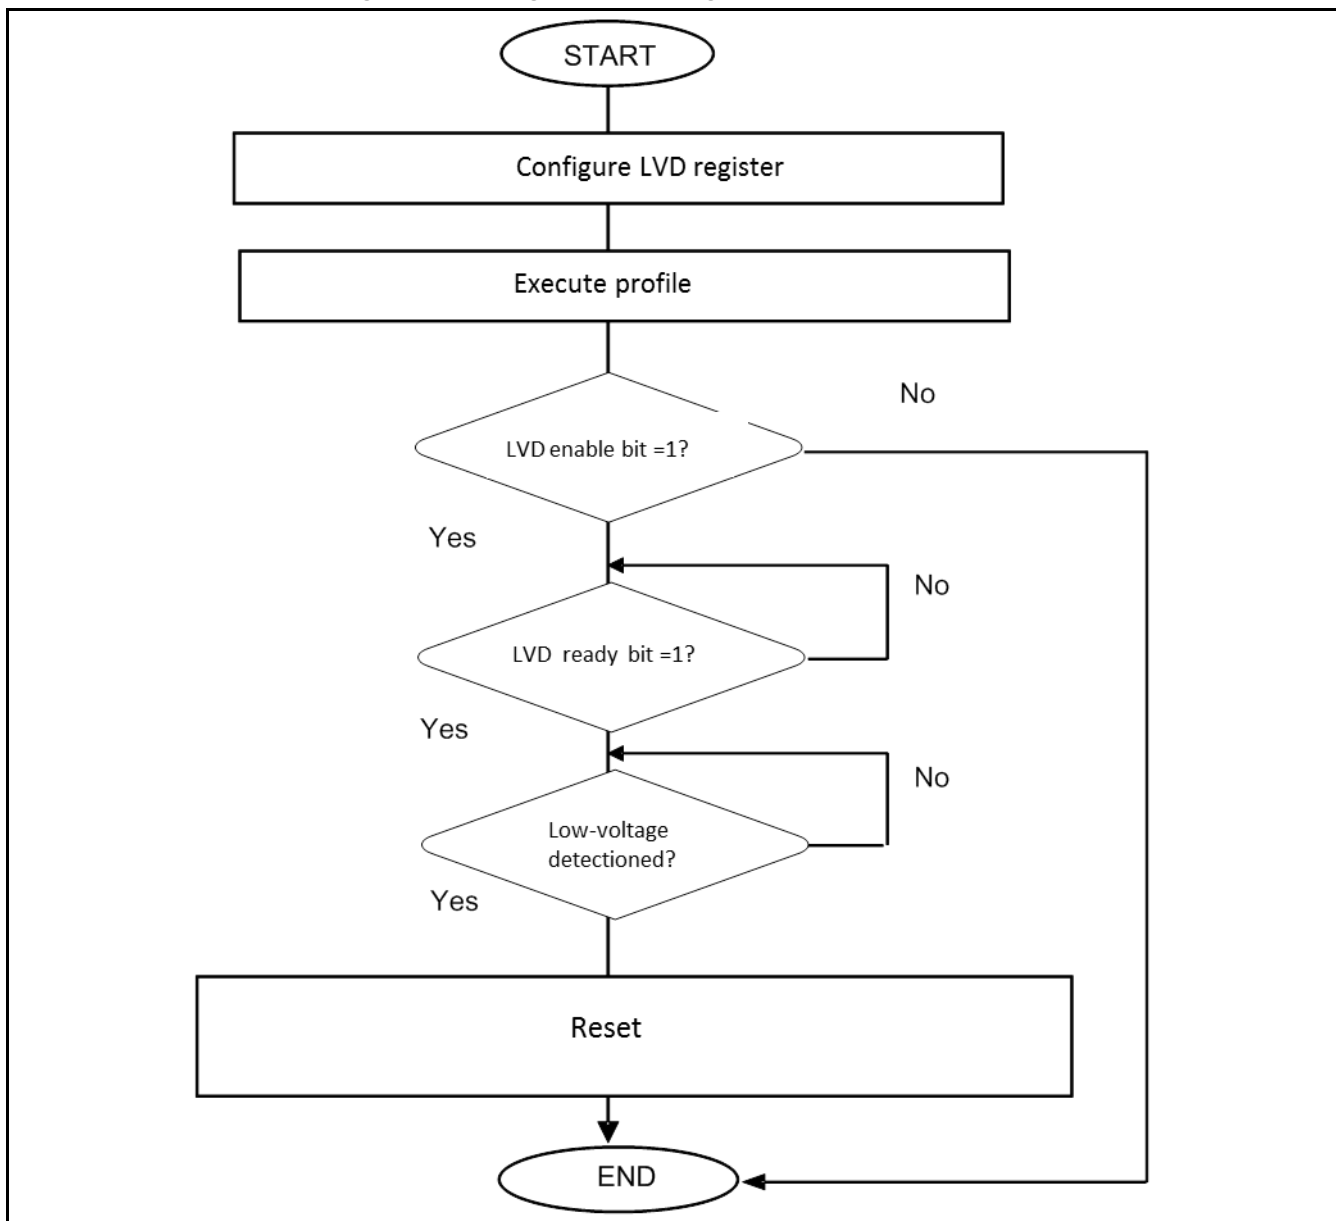 START
Configure LVD register
Execute profile
No
LVD enable bit =1?
Yes
No
LVD ready bit =1?
Yes
No
Low-voltage
detectioned?
Yes
Reset
END